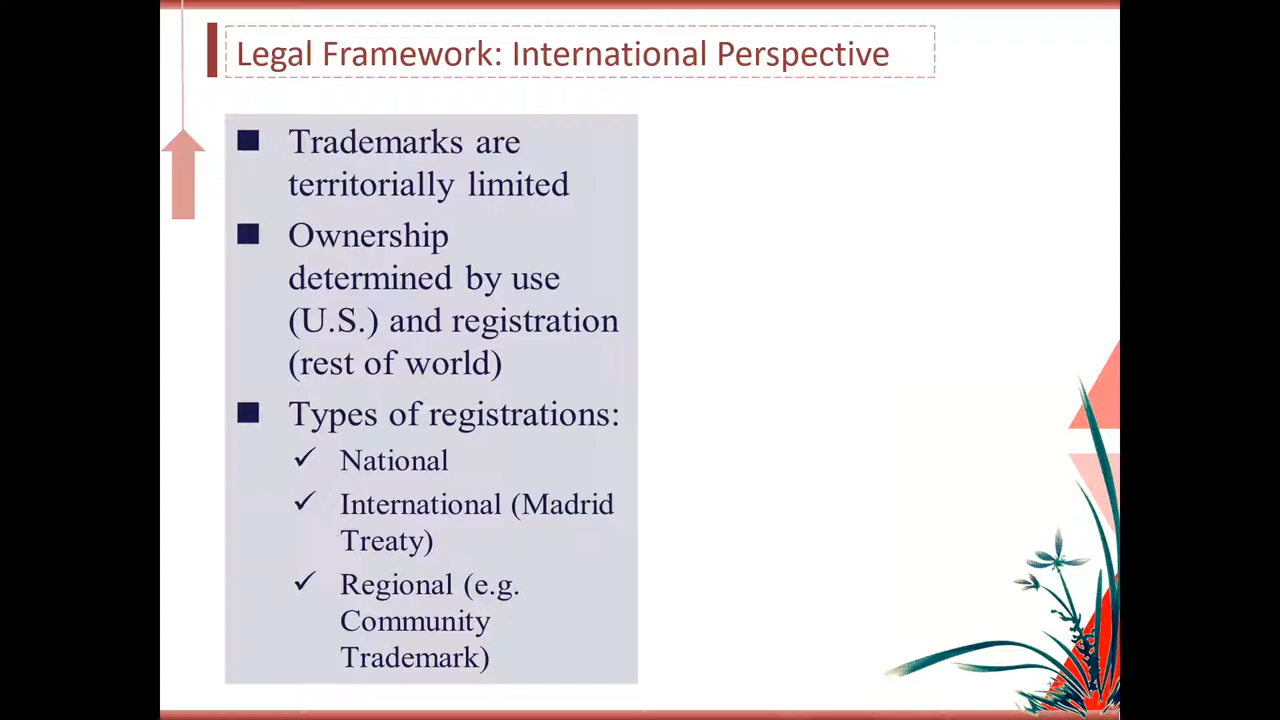 Legal Framework: International Perspective
Trademarks are
territorially limited
Ownership
determined by use
(U.S.) and registration
(rest of world)
Types of registrations:
National
International (Madrid
Treaty)
Regional (e.g.
Community
Trademark)